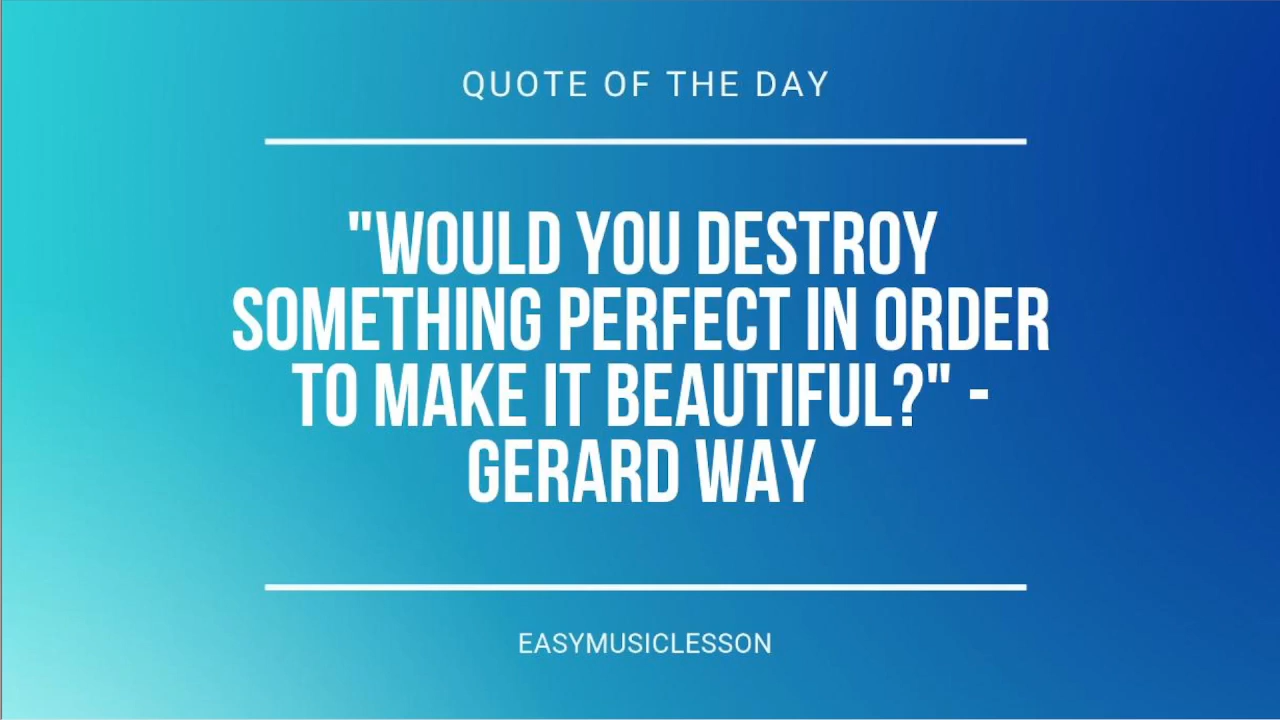 QUOTE OF THE DAY
"WOULD YOU DESTROY
SOMETHING PERFECT IN ORDER
TO MAKE IT BEAUTIFUL?" -
GERARD WAY
EASYMUSICLESSON